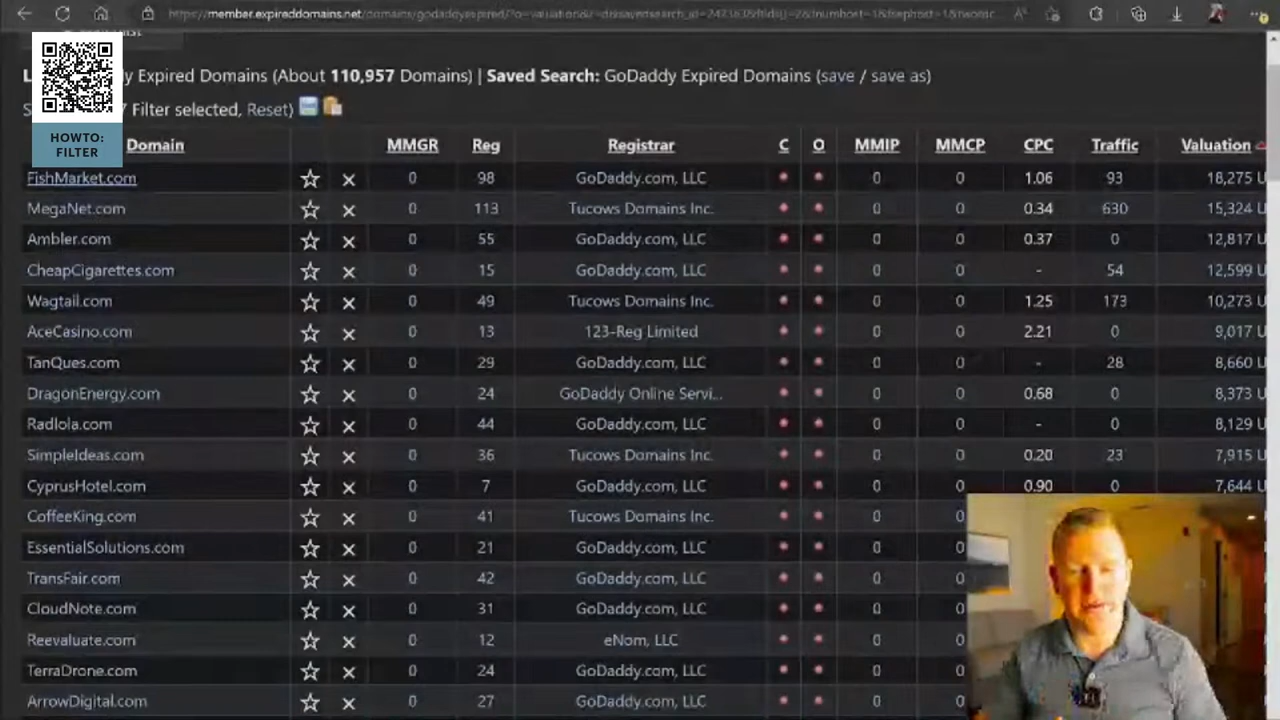 https://member.expireddomains.net/domains/godaddyexpired/
dy Expired Domains (About 110,957 Domains) | Saved Search: GoDaddy Expired Domains (save / save as)
Filter selected, Reset)
HOWTO:
FILTER
Domain MMGR Reg Registrar C O MMIP MMCP CPC Traffic Valuation
FishMarket.com 0 98 GoDaddy.com, LLC 0 0 1.06 93 18,275 U
MegaNet.com 0 113 Tucows Domains Inc. 0 0 0.34 630 15,324 U
Ambler.com 0 55 GoDaddy.com, LLC 0 0 0.37 0 12,817 U
CheapCigarettes.com 0 15 GoDaddy.com, LLC 0 0 - 54 12,599 U
Wagtail.com 0 49 Tucows Domains Inc. 0 0 1.25 173 10,273 U
AceCasino.com 0 13 123-Reg Limited 0 0 2.21 0 9,017 U
TanQues.com 0 29 GoDaddy.com, LLC 0 0 - 28 8,660 U
DragonEnergy.com 0 24 GoDaddy Online Servi... 0 0 0.68 0 8,373 U
Radlola.com 0 44 GoDaddy.com, LLC 0 0 - 0 8,129 U
SimpleIdeas.com 0 36 Tucows Domains Inc. 0 0 0.20 23 7,915 U
CyprusHotel.com 0 7 GoDaddy.com, LLC 0 0 0.90 0 7,644 U
CoffeeKing.com 0 41 Tucows Domains Inc. 0 0
EssentialSolutions.com 0 21 GoDaddy.com, LLC 0 0
TransFair.com 0 42 GoDaddy.com, LLC 0 0
CloudNote.com 0 31 GoDaddy.com, LLC 0 0
Reevaluate.com 0 12 eNom, LLC 0 0
TerraDrone.com 0 24 GoDaddy.com, LLC 0 0
ArrowDigital.com 0 27 GoDaddy.com, LLC 0 0